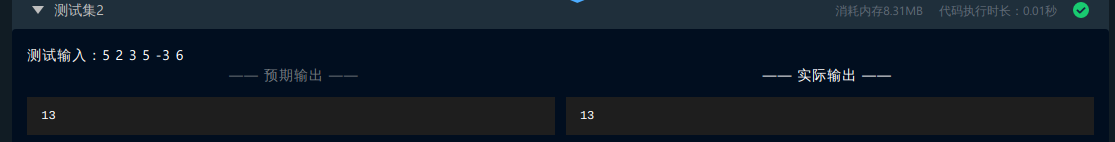 测试集2 消耗内存8.31MB 代码执行时长：0.01秒
测试输入：5 2 3 5 -3 6
—— 预期输出 —— —— 实际输出 ——
13 13